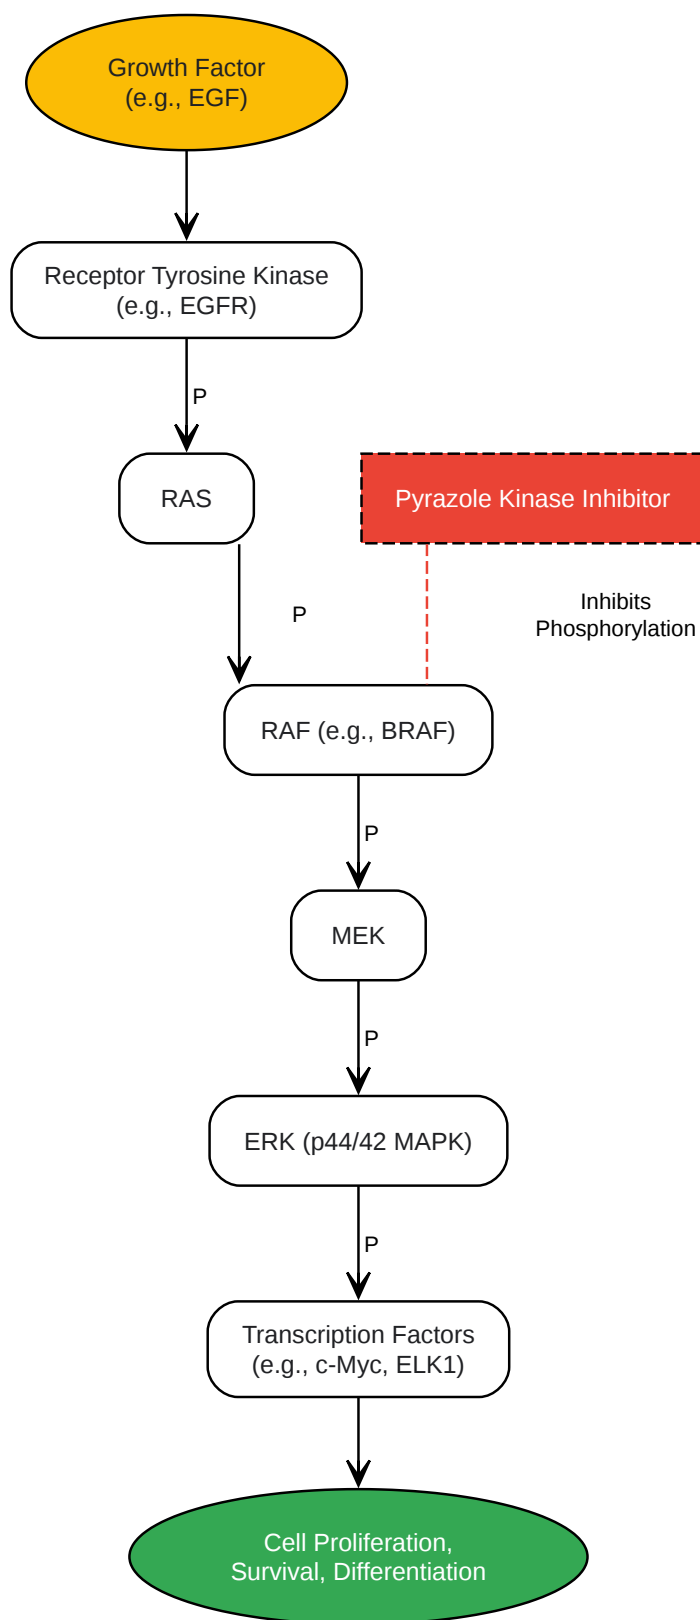 Growth Factor
(e.g., EGF)
Receptor Tyrosine Kinase
(e.g., EGFR)
P
RAS
Pyrazole Kinase Inhibitor
P
Inhibits
Phosphorylation
RAF (e.g., BRAF)
P
MEK
P
ERK (p44/42 MAPK)
P
Transcription Factors
(e.g., c-Myc, ELK1)
Cell Proliferation,
Survival, Differentiation